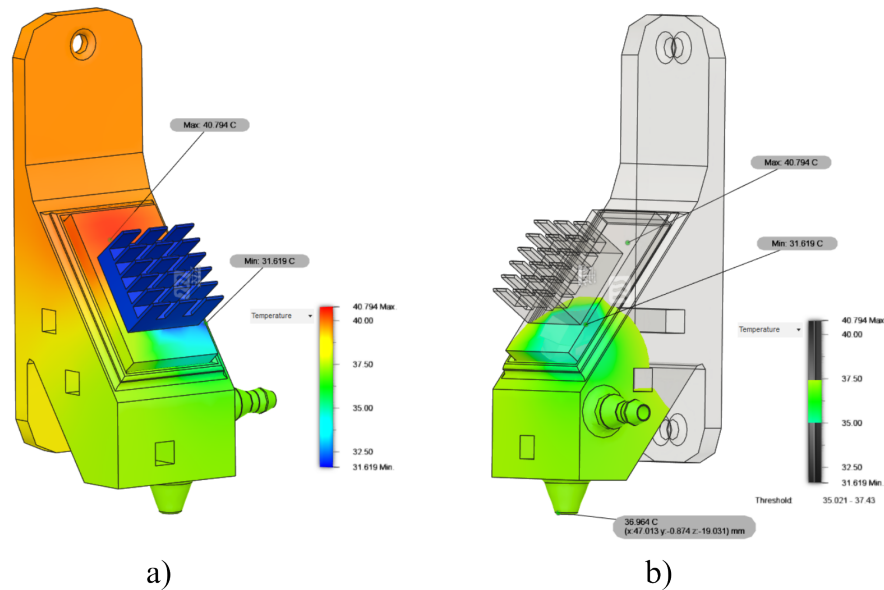 Max: 40.794 C
Min: 31.619 C
Temperature
40.794 Max.
40.00
37.50
35.00
32.50
31.619 Min.
a)
Max: 40.794 C
Min: 31.619 C
Temperature
40.794 Max
40.00
37.50
35.00
32.50
31.619 Min.
Threshold: 35.021 - 37.43
36.964 C
(x:47.013 y:-0.874 z:-19.031) mm
b)